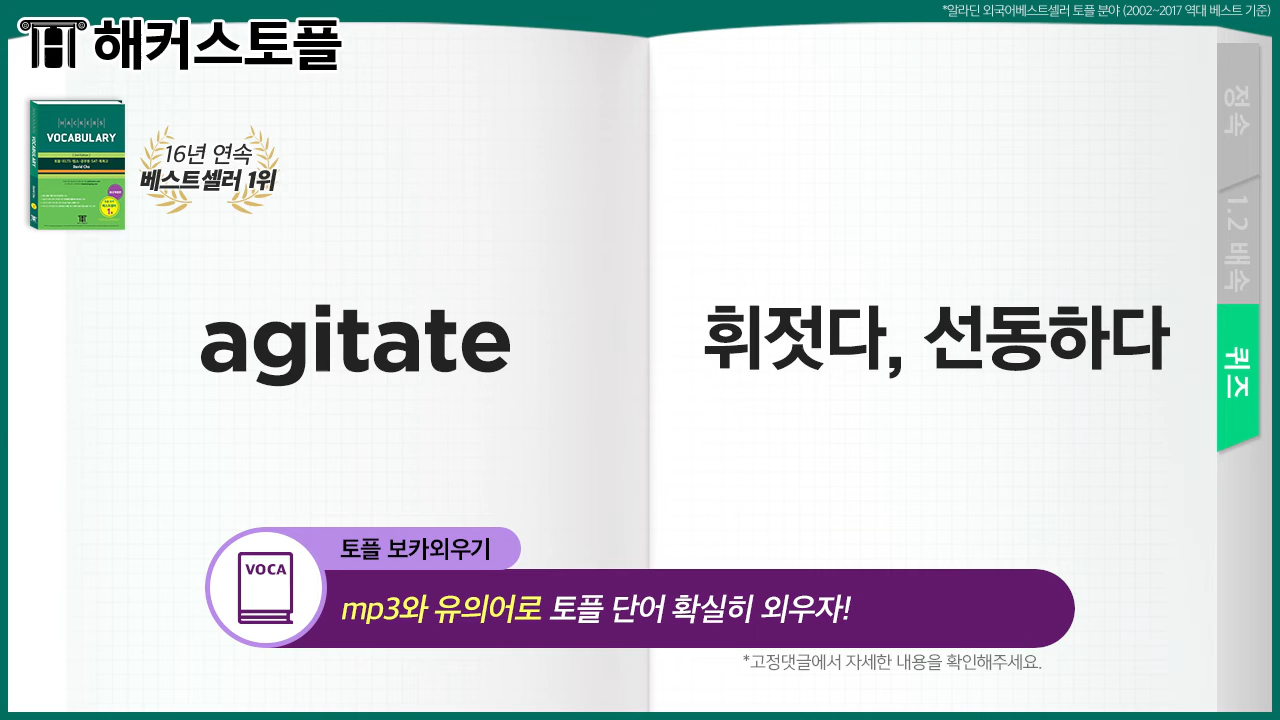 *알라딘 외국어베스트셀러 토플 분야 (2002~2017 역대 베스트 기준)
해커스토플
HACKERS
VOCABULARY
David Cho
16년 연속
베스트셀러 1위
정속
1.2 배속
퀴즈
agitate
휘젓다, 선동하다
토플 보카외우기
VOCA
mp3와 유의어로 토플 단어 확실히 외우자!
*고정댓글에서 자세한 내용을 확인해주세요.